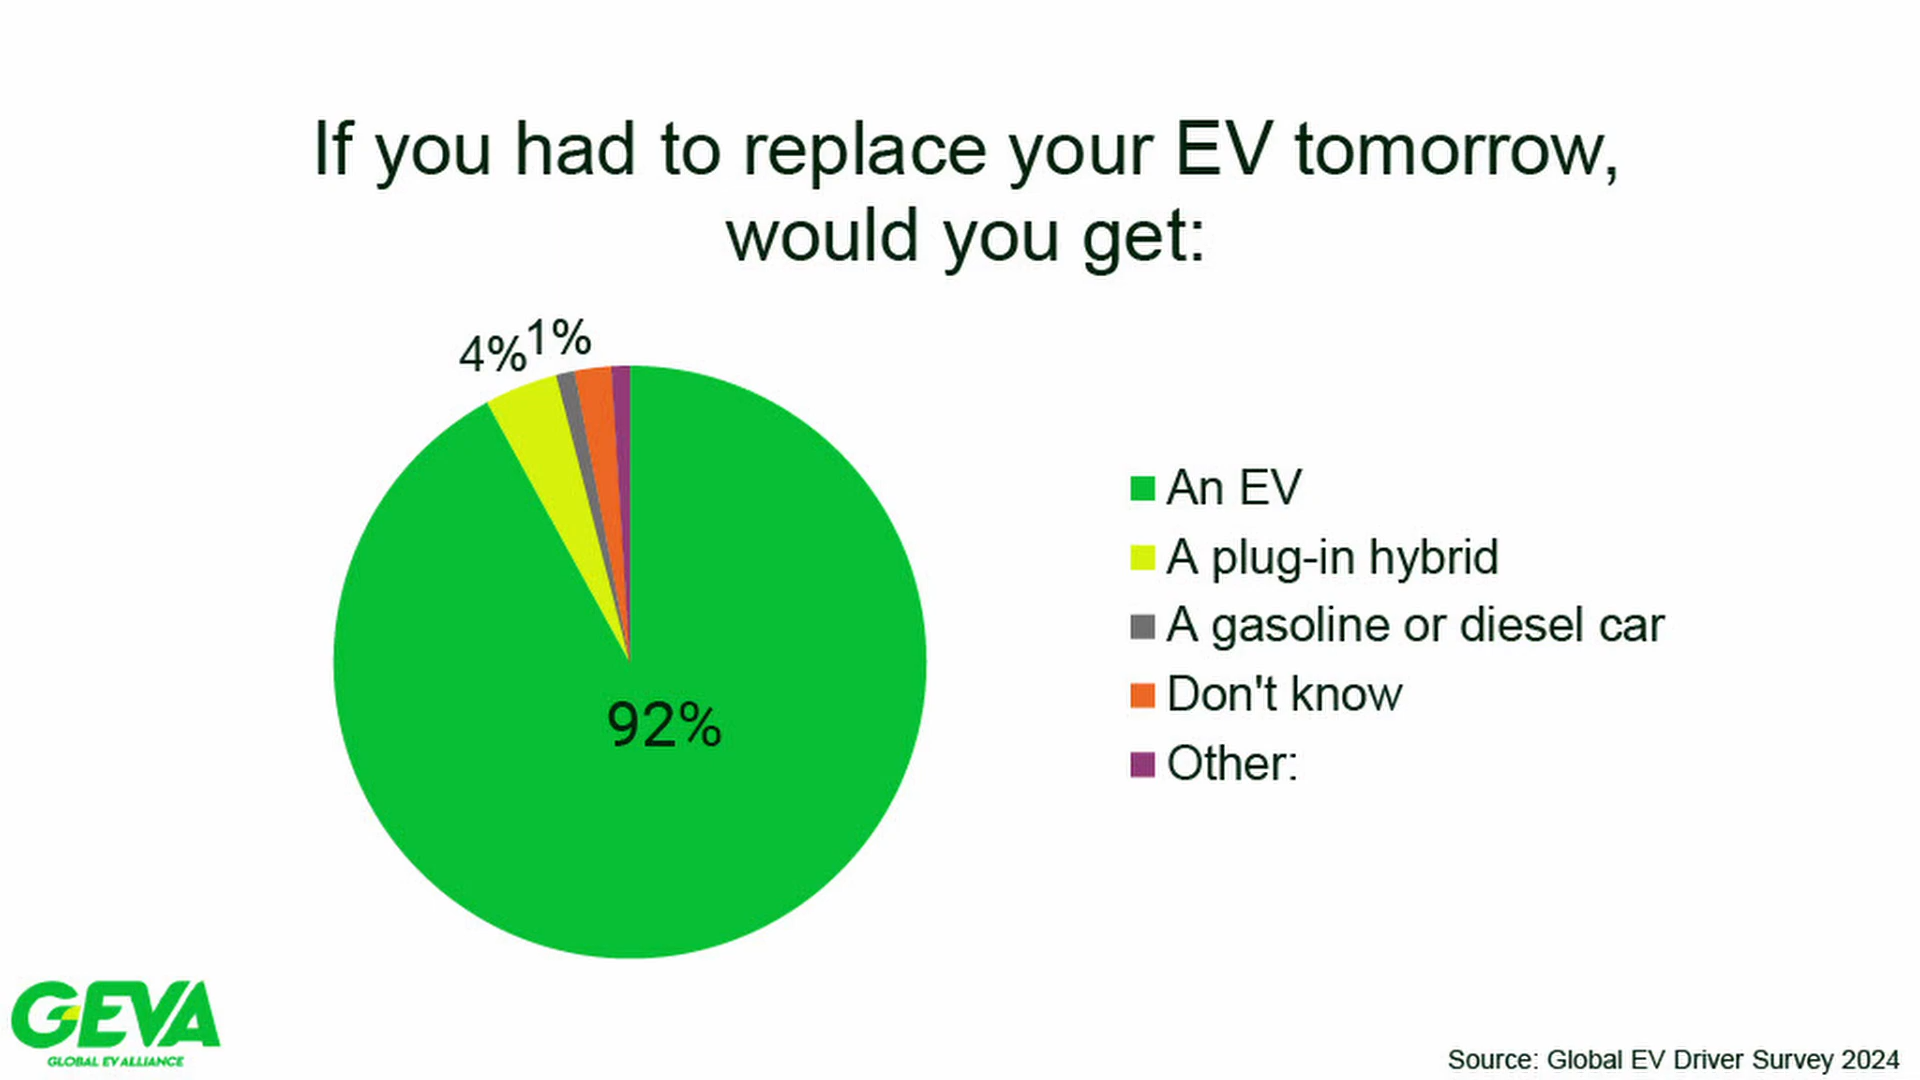 If you had to replace your EV tomorrow,
would you get:
4%
1%
92%
An EV
A plug-in hybrid
A gasoline or diesel car
Don't know
Other:
GEVA
GLOBAL EV ALLIANCE
Source: Global EV Driver Survey 2024